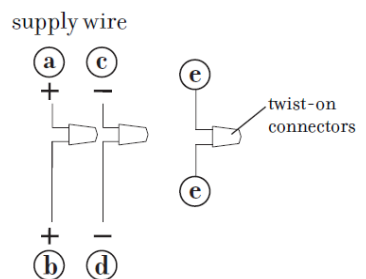 supply wire
a c
+ −
e
twist-on
connectors
e
+ −
b d